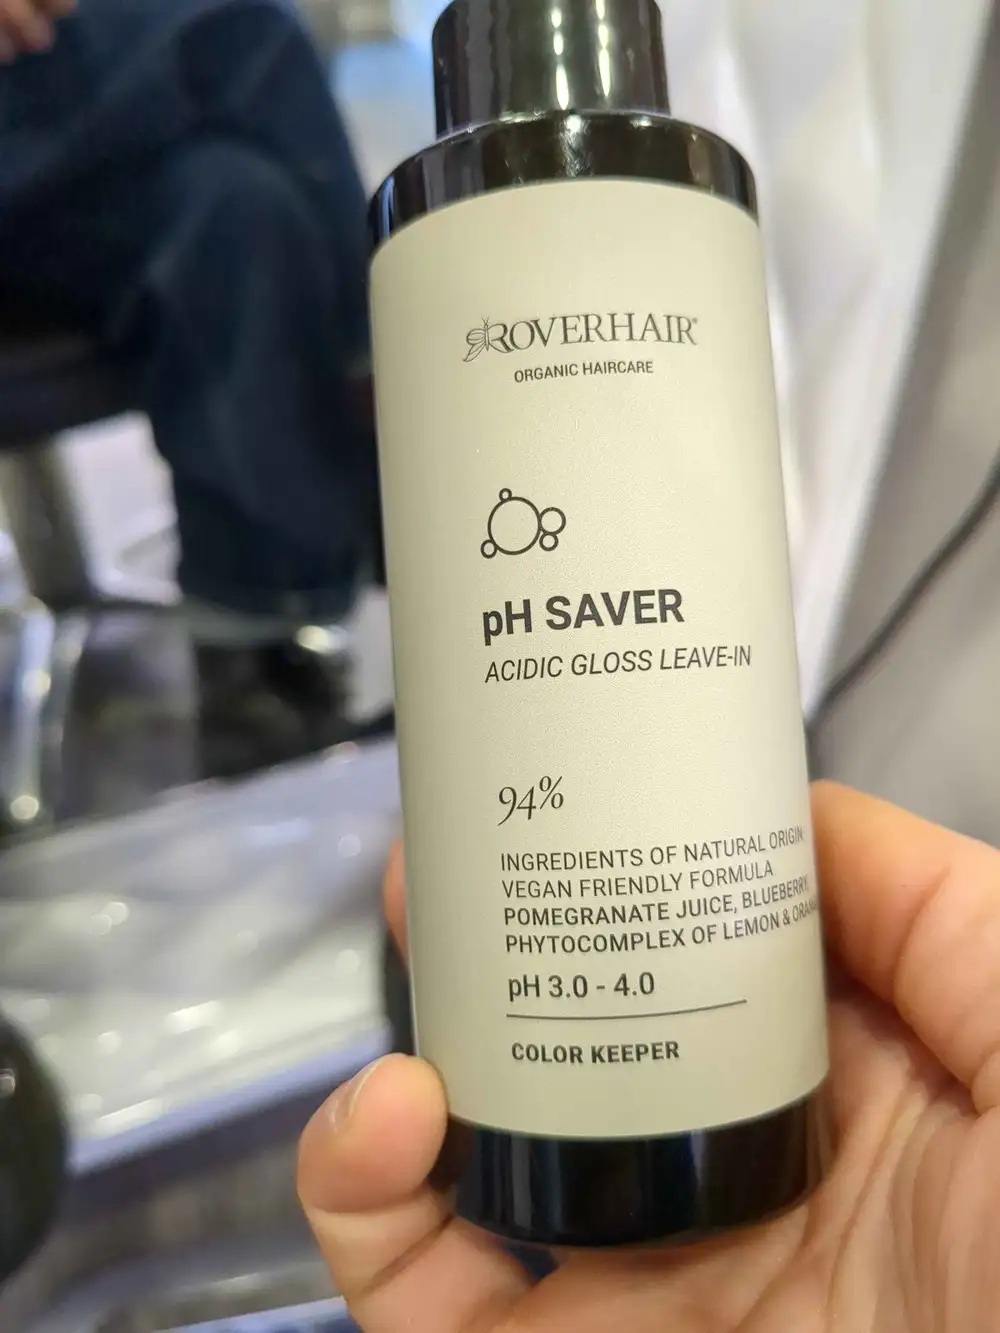 ROVERHAIR®
ORGANIC HAIRCARE
pH SAVER
ACIDIC GLOSS LEAVE-IN
94%
INGREDIENTS OF NATURAL ORIGIN
VEGAN FRIENDLY FORMULA
POMEGRANATE JUICE, BLUEBERRY,
PHYTOCOMPLEX OF LEMON &
pH 3.0 - 4.0
COLOR KEEPER